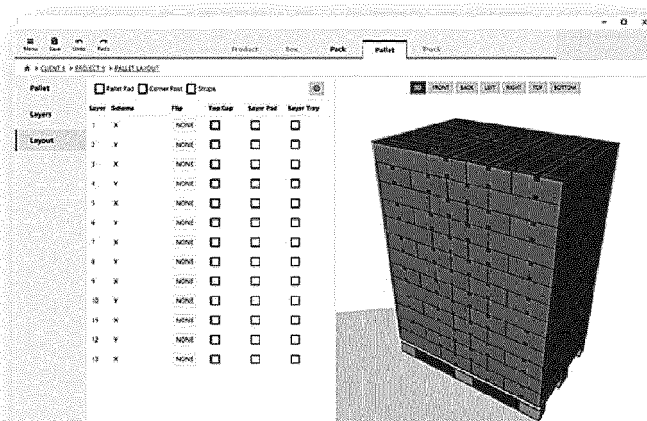 Menu Save Undo Redo Product Box Pack Pallet Truck
> CLIENT X > PROJECT Y > PALLET LAYOUT
Pallet
Layers
Layout
Pallet Pad Corner Post Straps
3D FRONT BACK LEFT RIGHT TOP BOTTOM
Layer Scheme Flip Top Cap Layer Pad Layer Tray
1 X NONE
2 Y NONE
3 X NONE
4 Y NONE
5 X NONE
6 Y NONE
7 X NONE
8 Y NONE
9 X NONE
10 Y NONE
11 X NONE
12 Y NONE
13 X NONE